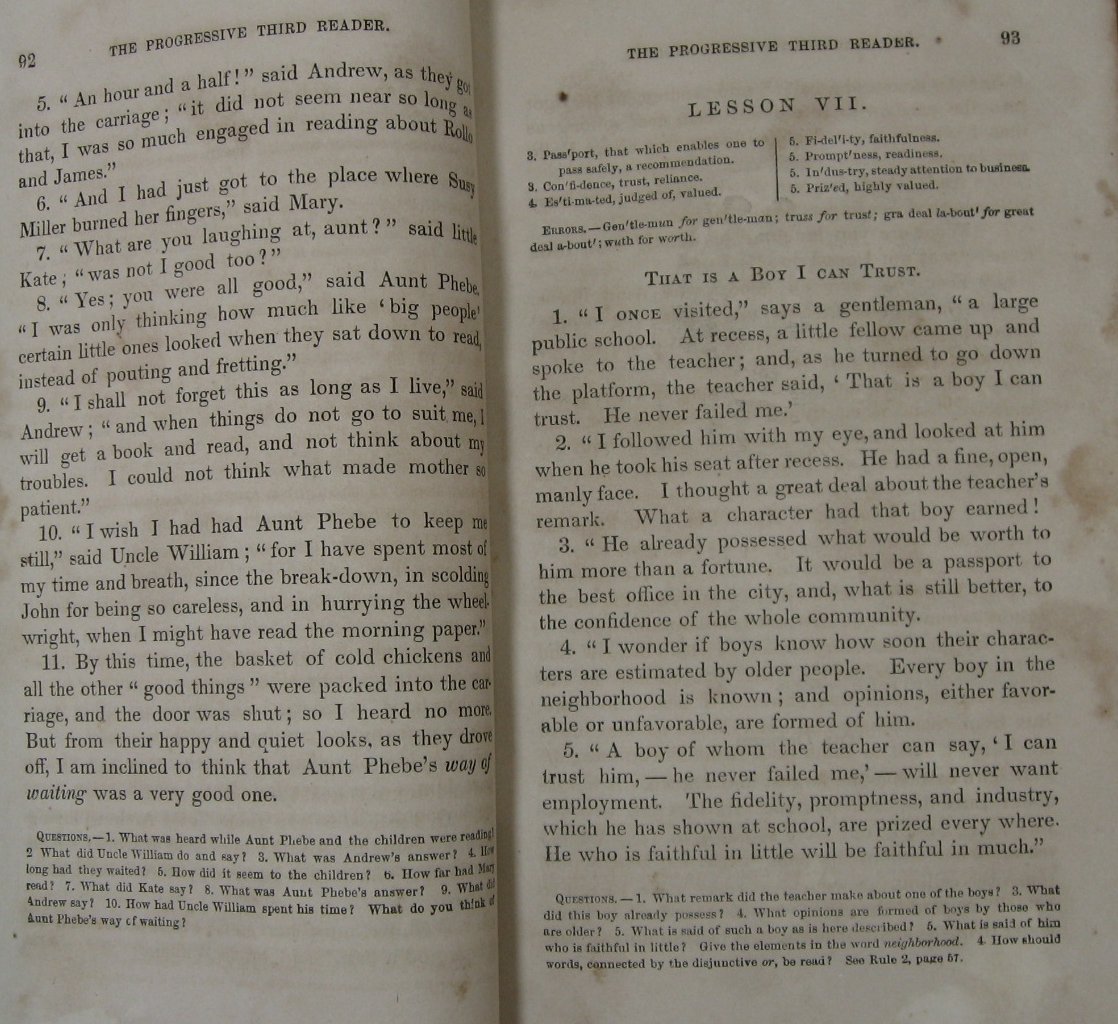 92
THE PROGRESSIVE THIRD READER.
5. “ An hour and a half! ” said Andrew, as they got
into the carriage; “it did not seem near so long as
that, I was so much engaged in reading about Rollo
and James.”
6. “ And I had just got to the place where Susy
Miller burned her fingers,” said Mary.
7. “ What are you laughing at, aunt? ” said little
Kate; “was not I good too?”
8. “ Yes; you were all good,” said Aunt Phebe,
“ I was only thinking how much like ‘ big people’
certain little ones looked when they sat down to read,
instead of pouting and fretting.”
9. “ I shall not forget this as long as I live,” said
Andrew; “ and when things do not go to suit me, I
will get a book and read, and not think about my
troubles. I could not think what made mother so
patient.”
10. “ I wish I had had Aunt Phebe to keep me
still,” said Uncle William; “ for I have spent most of
my time and breath, since the break-down, in scolding
John for being so careless, and in hurrying the wheel-
wright, when I might have read the morning paper.”
11. By this time, the basket of cold chickens and
all the other “ good things ” were packed into the car-
riage, and the door was shut; so I heard no more.
But from their happy and quiet looks, as they drove
off, I am inclined to think that Aunt Phebe’s way of
waiting was a very good one.
QUESTIONS.—1. What was heard while Aunt Phebe and the children were reading?
2 What did Uncle William do and say? 3. What was Andrew’s answer? 4. How
long had they waited? 5. How did it seem to the children? 6. How far had Mary
read? 7. What did Kate say? 8. What was Aunt Phebe’s answer? 9. What did
Andrew say? 10. How had Uncle William spent his time? What do you think of
Aunt Phebe’s way of waiting?
THE PROGRESSIVE THIRD READER.
93
LESSON VII.
3. Pass′port, that which enables one to
pass safely, a recommendation.
3. Con′fi-dence, trust, reliance.
4. Es′ti-ma-ted, judged of, valued.
5. Fi-del′i-ty, faithfulness.
5. Prompt′ness, readiness.
5. In′dus-try, steady attention to business.
5. Priz′ed, highly valued.
ERRORS.—Gen′tle-mun for gen′tle-man; truss for trust; gra deal la-bout′ for great
deal a-bout′; wuth for worth.
THAT IS A BOY I CAN TRUST.
1. “ I ONCE visited,” says a gentleman, “ a large
public school. At recess, a little fellow came up and
spoke to the teacher; and, as he turned to go down
the platform, the teacher said, ‘ That is a boy I can
trust. He never failed me.’
2. “ I followed him with my eye, and looked at him
when he took his seat after recess. He had a fine, open,
manly face. I thought a great deal about the teacher’s
remark. What a character had that boy earned!
3. “ He already possessed what would be worth to
him more than a fortune. It would be a passport to
the best office in the city, and, what is still better, to
the confidence of the whole community.
4. “ I wonder if boys know how soon their charac-
ters are estimated by older people. Every boy in the
neighborhood is known; and opinions, either favor-
able or unfavorable, are formed of him.
5. “ A boy of whom the teacher can say, ‘ I can
trust him, — he never failed me,’ — will never want
employment. The fidelity, promptness, and industry,
which he has shown at school, are prized every where.
He who is faithful in little will be faithful in much.”
QUESTIONS. — 1. What remark did the teacher make about one of the boys? 3. What
did this boy already possess? 4. What opinions are formed of boys by those who
are older? 5. What is said of such a boy as is here described? 5. What is said of him
who is faithful in little? Give the elements in the word neighborhood. 4. How should
words, connected by the disjunctive or, be read? See Rule 2, page 57.